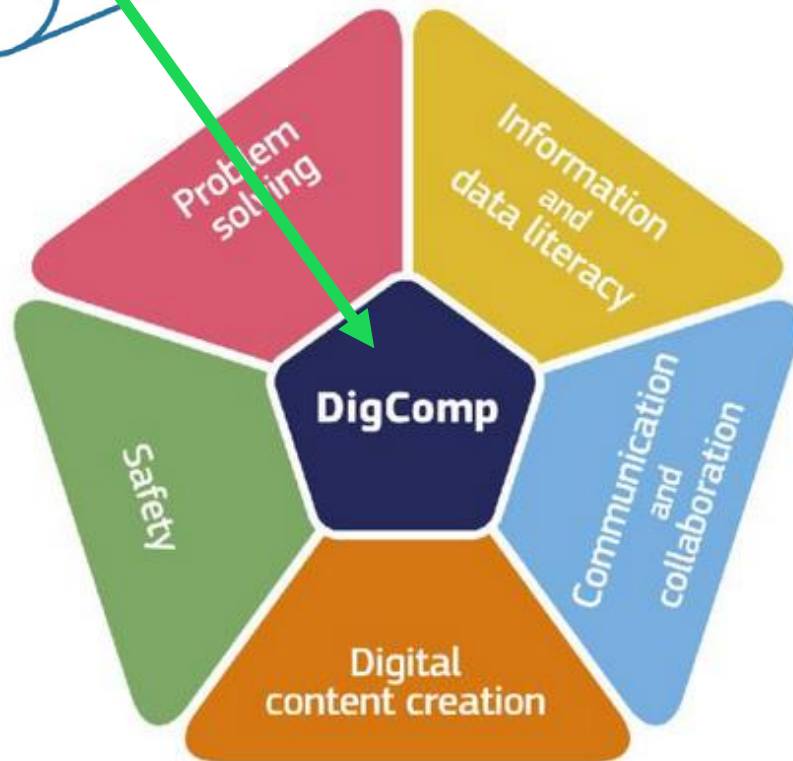 Problem
solving
Information
and
data literacy
DigComp
Safety
Communication
and
collaboration
Digital
content creation